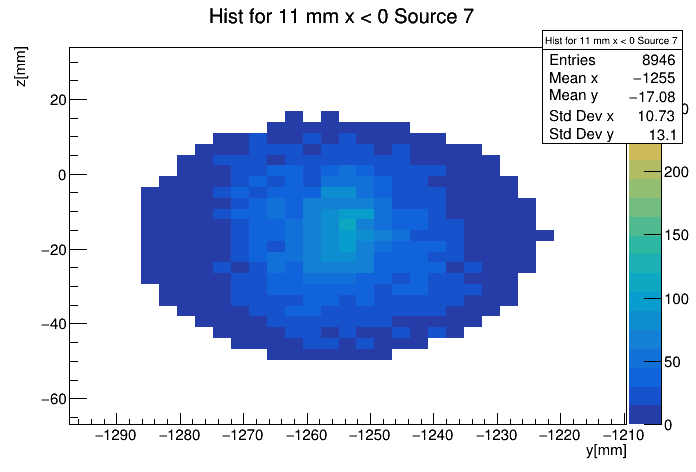 Hist for 11 mm x < 0 Source 7
z[mm]
Hist for 11 mm x < 0 Source 7
Entries 8946
Mean x −1255
Mean y −17.08
Std Dev x 10.73
Std Dev y 13.1
20
0
−20
−40
−60
0
200
150
100
50
0
−1290 −1280 −1270 −1260 −1250 −1240 −1230 −1220 −1210
y[mm]